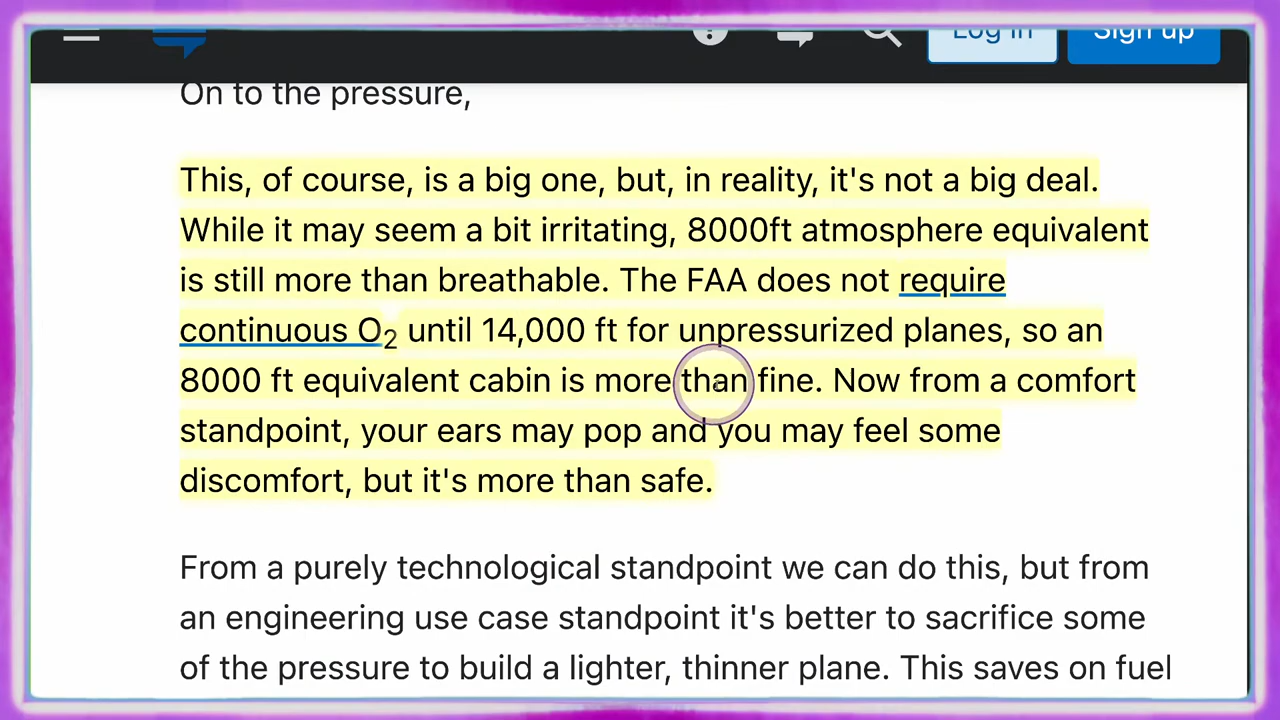 Log in
Sign up
On to the pressure,
This, of course, is a big one, but, in reality, it's not a big deal.
While it may seem a bit irritating, 8000ft atmosphere equivalent
is still more than breathable. The FAA does not require
continuous O2 until 14,000 ft for unpressurized planes, so an
8000 ft equivalent cabin is more than fine. Now from a comfort
standpoint, your ears may pop and you may feel some
discomfort, but it's more than safe.
From a purely technological standpoint we can do this, but from
an engineering use case standpoint it's better to sacrifice some
of the pressure to build a lighter, thinner plane. This saves on fuel